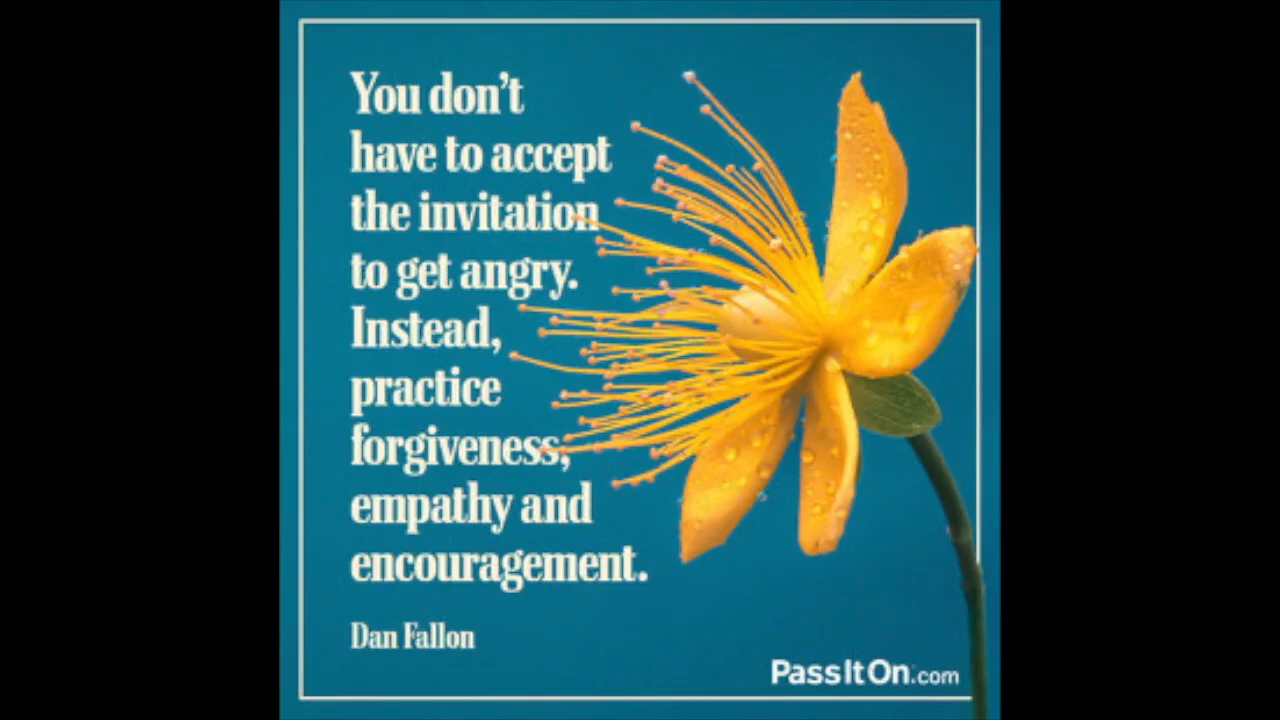 You don’t
have to accept
the invitation
to get angry.
Instead,
practice
forgiveness,
empathy and
encouragement.
Dan Fallon
PassItOn.com